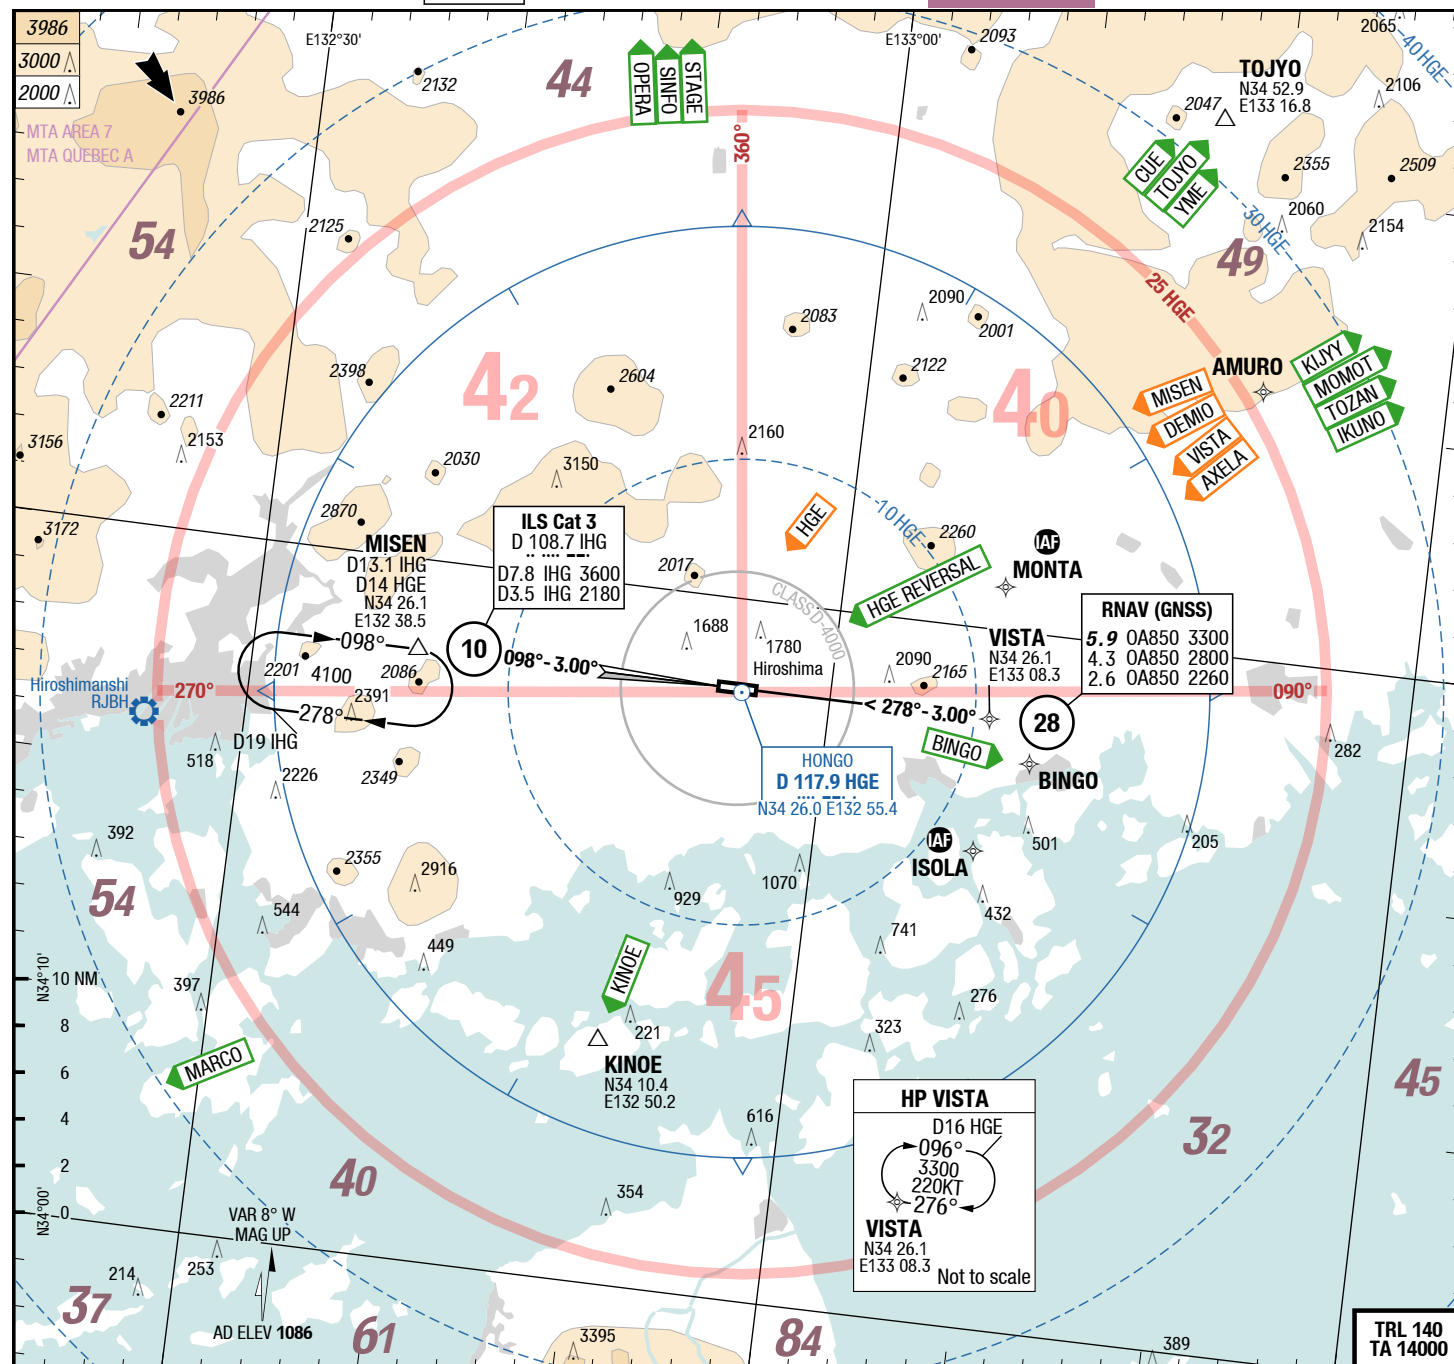 3986
3000
2000
3986
MTA AREA 7
MTA QUEBEC A
E132°30'
2132
44
OPERA
SINFO
STAGE
360°
E133°00'
2093
2065
40 HGE
TOJYO
N34 52.9
E133 16.8
2106
2047
CUE
TOJYO
YME
2355
2509
2060
2154
30 HGE
49
54
2125
25 HGE
2083
2090
2001
2398
42
2604
2122
40
AMURO
KIJYY
MOMOT
TOZAN
IKUNO
MISEN
DEMIO
VISTA
AXELA
2211
2153
3156
2160
2030
3150
2870
3172
HGE
10 HGE
2260
ILS Cat 3
D 108.7 IHG
D7.8 IHG 3600
D3.5 IHG 2180
MISEN
D13.1 IHG
D14 HGE
N34 26.1
E132 38.5
2017
CLASS D-4000
HGE REVERSAL
IAF
MONTA
RNAV (GNSS)
5.9 0A850 3300
4.3 0A850 2800
2.6 0A850 2260
VISTA
N34 26.1
E133 08.3
1688
1780
Hiroshima
2090
2165
098°
10
098°-3.00°
2201
4100
2086
2391
278°
D19 IHG
Hiroshimanshi
RJBH
270°
090°
< 278°-3.00°
28
BINGO
BINGO
HONGO
D 117.9 HGE
N34 26.0 E132 55.4
518
2226
2349
282
392
2355
2916
54
544
449
929
1070
IAF
ISOLA
501
205
432
741
N34°10'
10 NM
8
6
4
2
0
397
MARCO
KINOE
221
KINOE
N34 10.4
E132 50.2
45
276
323
45
32
616
HP VISTA
D16 HGE
096°
3300
220KT
276°
VISTA
N34 26.1
E133 08.3
Not to scale
40
354
N34°00'
VAR 8° W
MAG UP
253
214
37
AD ELEV 1086
61
3395
84
389
TRL 140
TA 14000